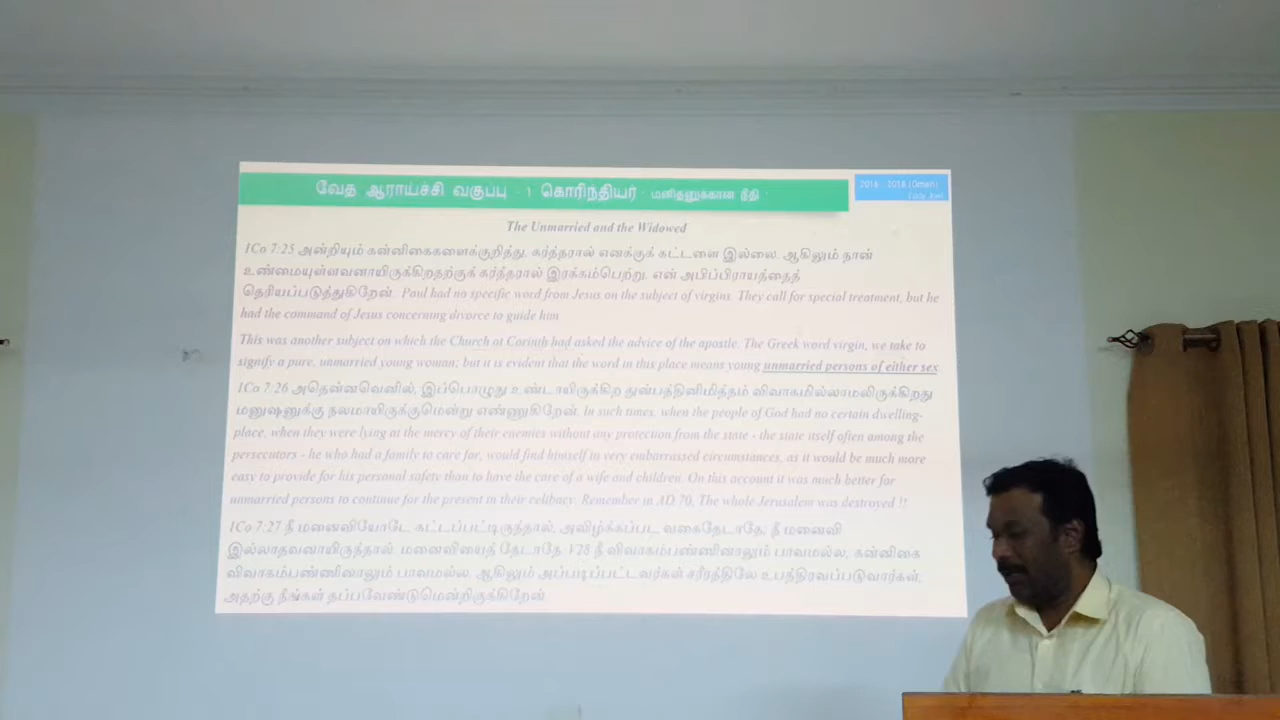 வேத ஆராய்ச்சி வகுப்பு - 1 கொரிந்தியர் - மனிதனுக்கான நீதி
2016 - 2018 (Oman)
The Unmarried and the Widowed
1Co 7:25 அன்றியும் கன்னிகைகளைக்குறித்து, கர்த்தரால் எனக்குக் கட்டளை இல்லை. ஆகிலும் நான்
உண்மையுள்ளவனாயிருக்கிறதற்குக் கர்த்தரால் இரக்கம்பெற்று, என் அபிப்பிராயத்தைத்
தெரியப்படுத்துகிறேன். Paul had no specific word from Jesus on the subject of virgins. They call for special treatment, but he
had the command of Jesus concerning divorce to guide him
This was another subject on which the Church at Corinth had asked the advice of the apostle. The Greek word virgin, we take to
signify a pure, unmarried young woman; but it is evident that the word in this place means young unmarried persons of either sex.
1Co 7:26 அதென்னவெனில், இப்பொழுது உண்டாயிருக்கிற துன்பத்தினிமித்தம் விவாகமில்லாமலிருக்கிறது
மனுஷனுக்கு நலமாயிருக்குமென்று எண்ணுகிறேன். In such times, when the people of God had no certain dwelling-
place, when they were lying at the mercy of their enemies without any protection from the state - the state itself often among the
persecutors - he who had a family to care for, would find himself in very embarrassed circumstances, as it would be much more
easy to provide for his personal safety than to have the care of a wife and children. On this account it was much better for
unmarried persons to continue for the present in their celibacy. Remember in AD 70, The whole Jerusalem was destroyed !!
1Co 7:27 நீ மனைவியோடே கட்டப்பட்டிருந்தால், அவிழ்க்கப்பட வகைதேடாதே; நீ மனைவி
இல்லாதவனாயிருந்தால், மனைவியைத் தேடாதே. V28 நீ விவாகம்பண்ணினாலும் பாவமல்ல, கன்னிகை
விவாகம்பண்ணினாலும் பாவமல்ல. ஆகிலும் அப்படிப்பட்டவர்கள் சரீரத்திலே உபத்திரவப்படுவார்கள்,
அதற்கு நீங்கள் தப்பவேண்டுமென்றிருக்கிறேன்.